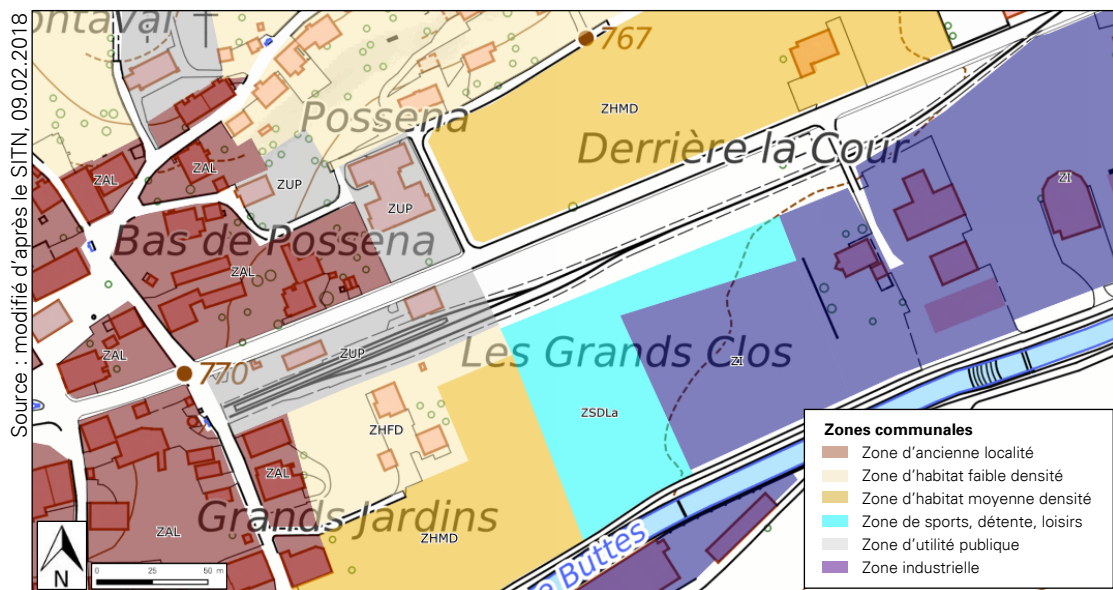 Source : modifié d'après le SITN, 09.02.2018
ontaval
767
ZHMD
Possena
Derrière la Cour
ZAL
ZAL
ZUP
ZUP
ZI
Bas de Possena
ZAL
ZAL
770
ZUP
Les Grands Clos
ZI
ZSDLa
ZHFD
ZAL
Grands Jardins
ZAL
ZHMD
e Buttes
N
0 25 50 m
Zones communales
Zone d'ancienne localité
Zone d'habitat faible densité
Zone d'habitat moyenne densité
Zone de sports, détente, loisirs
Zone d'utilité publique
Zone industrielle